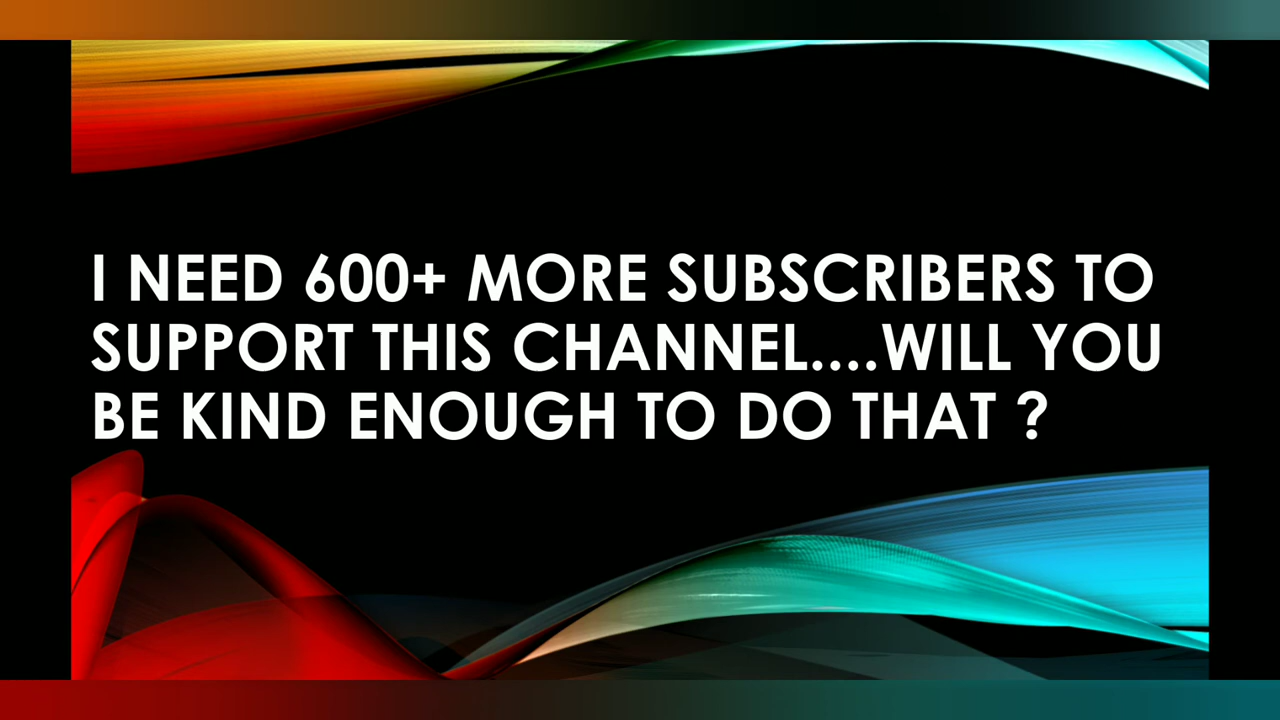 I NEED 600+ MORE SUBSCRIBERS TO
SUPPORT THIS CHANNEL....WILL YOU
BE KIND ENOUGH TO DO THAT ?